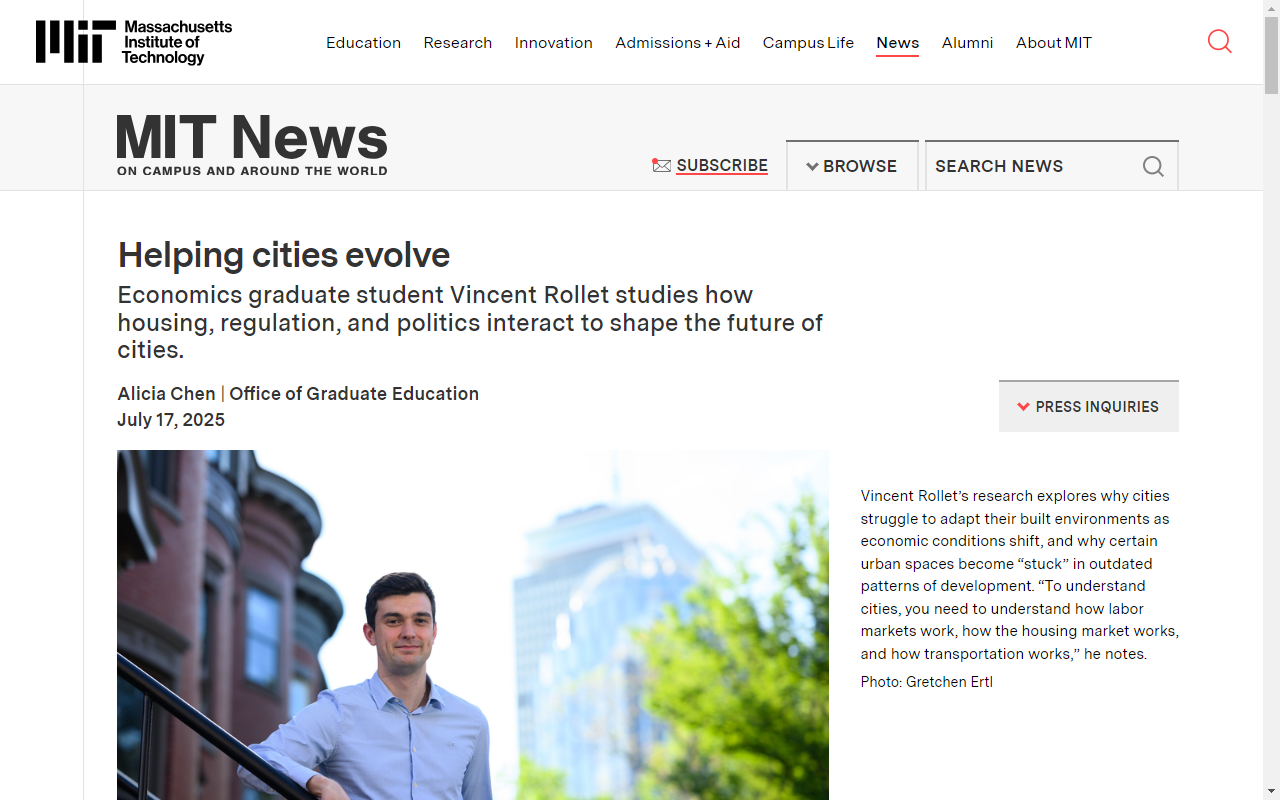 Massachusetts
Institute of
Technology
Education
Research
Innovation
Admissions + Aid
Campus Life
News
Alumni
About MIT
MIT News
ON CAMPUS AND AROUND THE WORLD
SUBSCRIBE
BROWSE
SEARCH NEWS
Helping cities evolve
Economics graduate student Vincent Rollet studies how
housing, regulation, and politics interact to shape the future of
cities.
Alicia Chen | Office of Graduate Education
July 17, 2025
PRESS INQUIRIES
Vincent Rollet’s research explores why cities
struggle to adapt their built environments as
economic conditions shift, and why certain
urban spaces become “stuck” in outdated
patterns of development. “To understand
cities, you need to understand how labor
markets work, how the housing market works,
and how transportation works,” he notes.
Photo: Gretchen Ertl